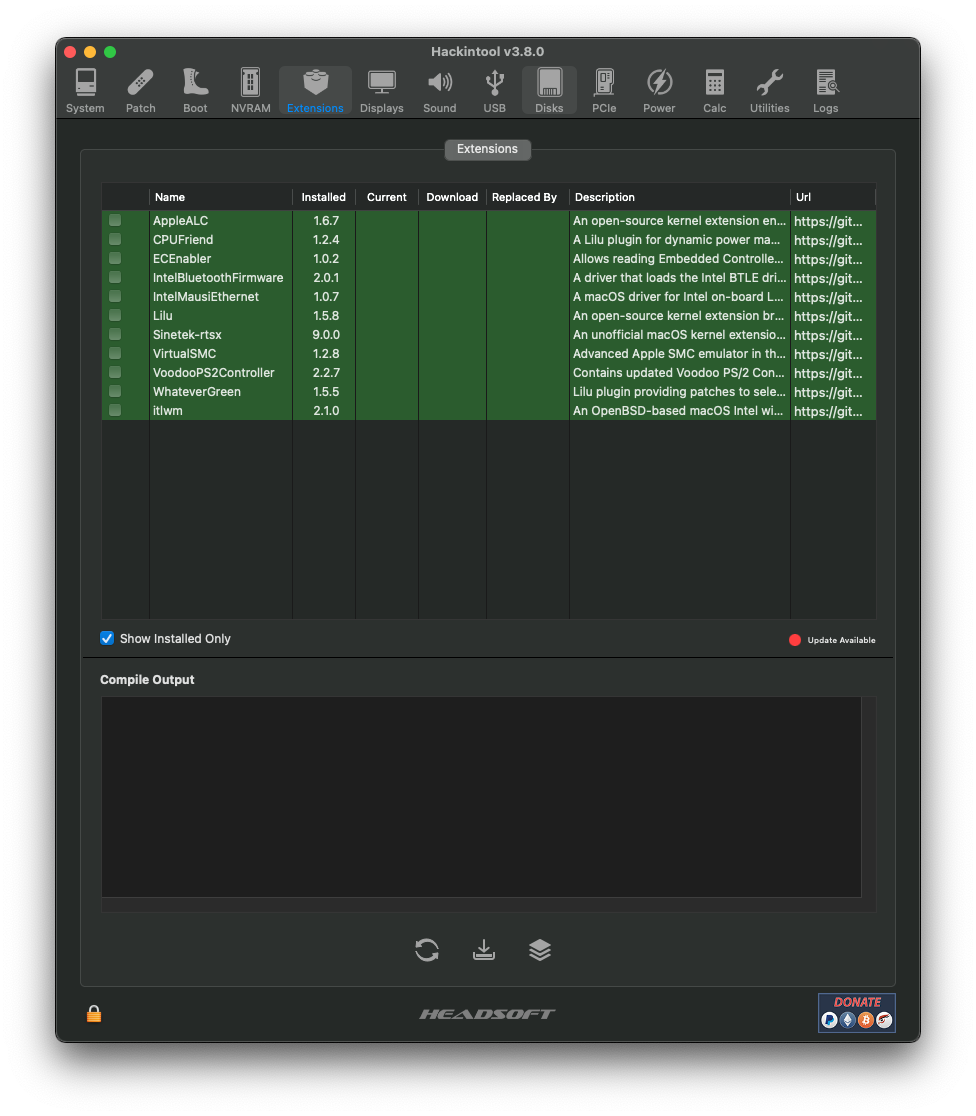 Hackintool v3.8.0
System Patch Boot NVRAM Extensions Displays Sound USB Disks PCIe Power Calc Utilities Logs
Extensions
Name Installed Current Download Replaced By Description Url
AppleALC 1.6.7 An open-source kernel extension en... https://git...
CPUFriend 1.2.4 A Lilu plugin for dynamic power ma... https://git...
ECEnabler 1.0.2 Allows reading Embedded Controlle... https://git...
IntelBluetoothFirmware 2.0.1 A driver that loads the Intel BTLE dri... https://git...
IntelMausiEthernet 1.0.7 A macOS driver for Intel on-board L... https://git...
Lilu 1.5.8 An open-source kernel extension br... https://git...
Sinetek-rtsx 9.0.0 An unofficial macOS kernel extensio... https://git...
VirtualSMC 1.2.8 Advanced Apple SMC emulator in th... https://git...
VoodooPS2Controller 2.2.7 Contains updated Voodoo PS/2 Con... https://git...
WhateverGreen 1.5.5 Lilu plugin providing patches to sele... https://git...
itlwm 2.1.0 An OpenBSD-based macOS Intel wi... https://git...
Show Installed Only Update Available
Compile Output
HEADSOFT DONATE